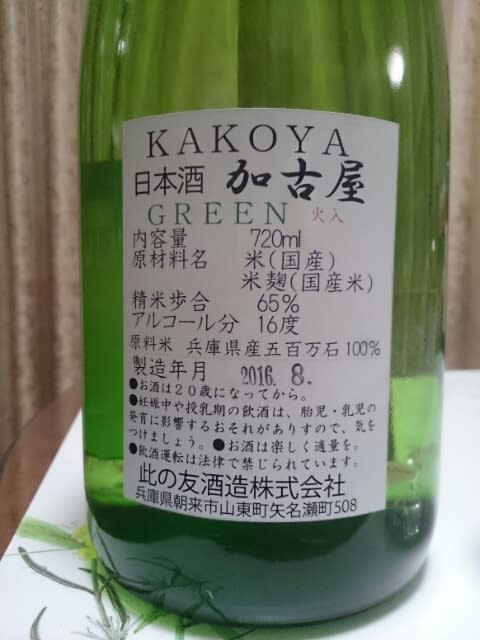 KAKOYA
日本酒 加古屋
GREEN 火入
内容量 720ml
原材料名 米(国産)
米麹(国産米)
精米歩合 65%
アルコール分 16度
原料米 兵庫県産五百万石100%
製造年月 2016. 8.
●お酒は20歳になってから。
●妊娠中や授乳期の飲酒は、胎児・乳児の
発育に影響するおそれがありすので、気を
つけましょう。●お酒は楽しく適量を。
●飲酒運転は法律で禁じられています。
此の友酒造株式会社
兵庫県朝来市山東町矢名瀬町508